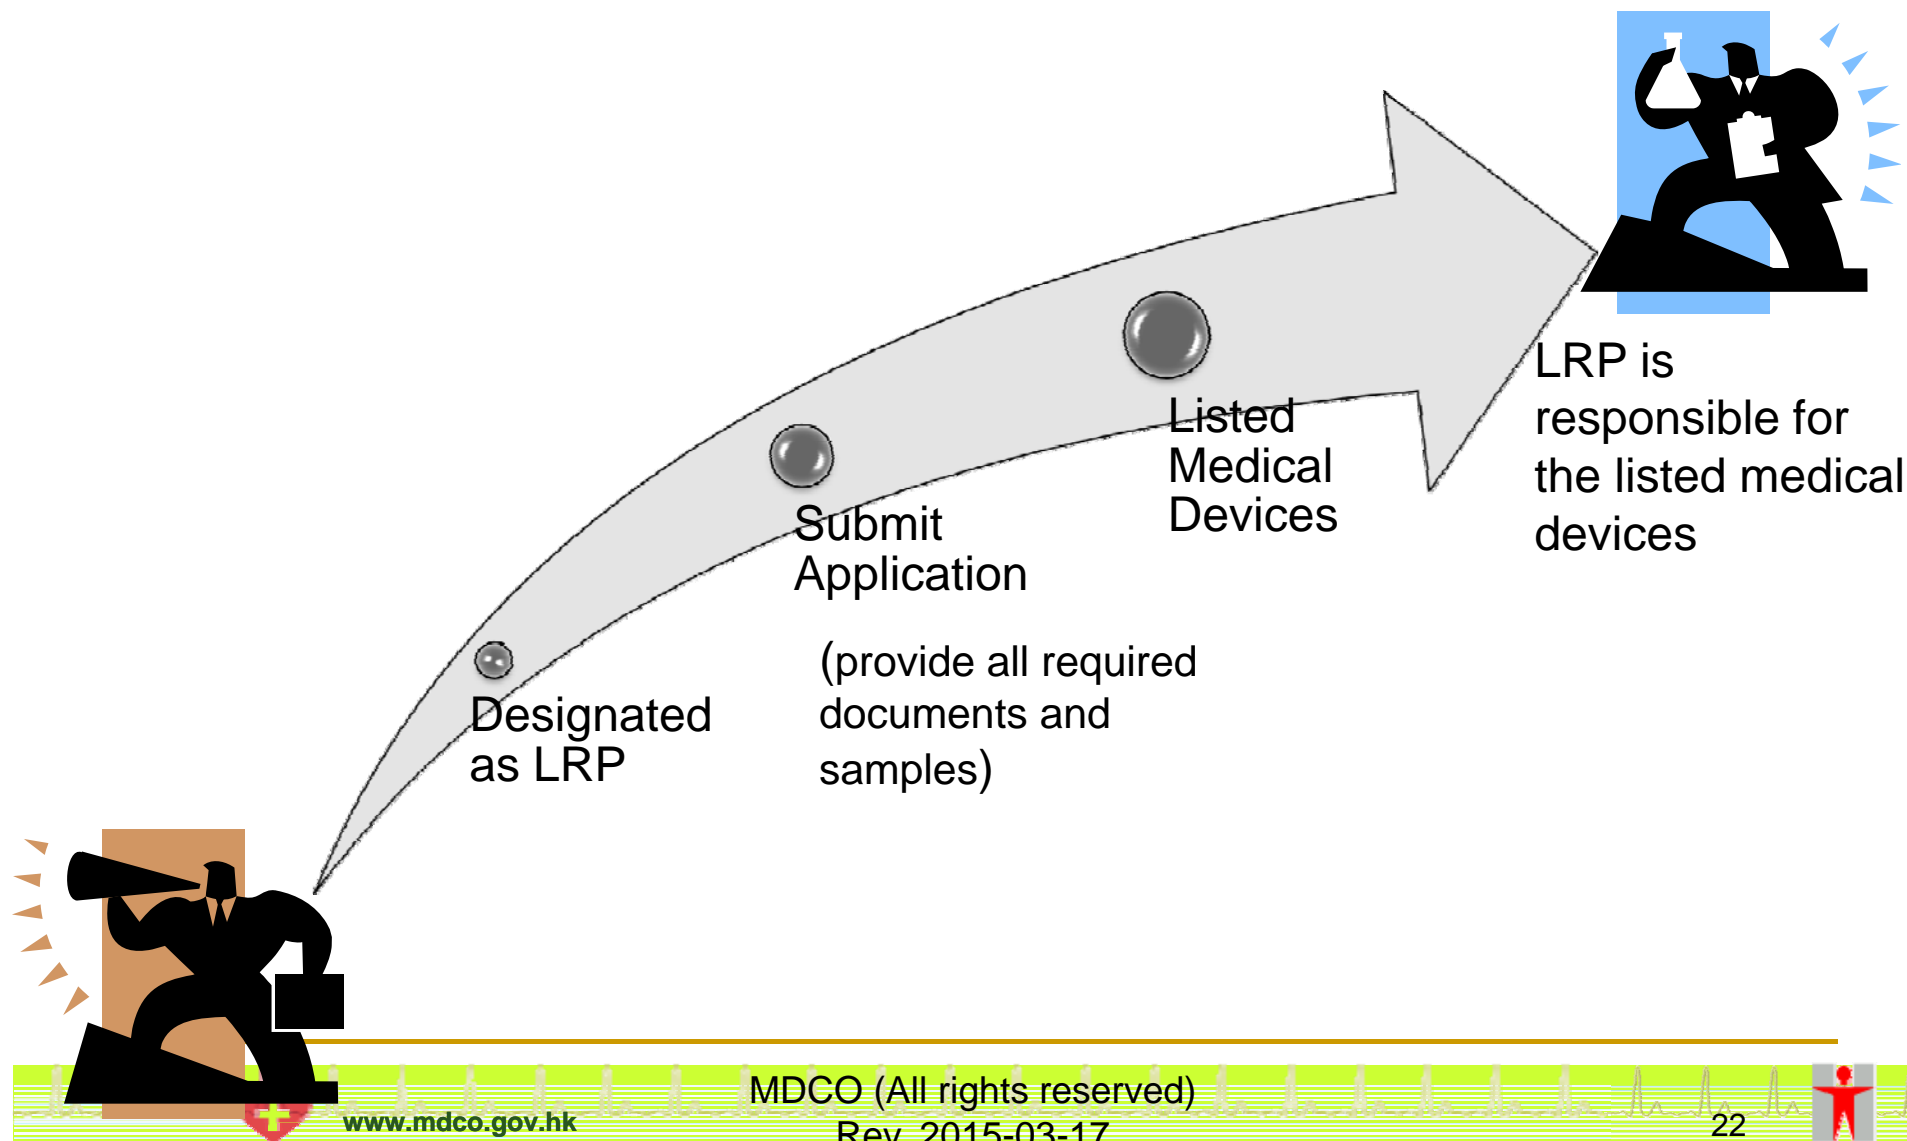 LRP is
responsible for
the listed medical
devices
Listed
Medical
Devices
Submit
Application
(provide all required
documents and
samples)
Designated
as LRP
MDCO (All rights reserved)
Rev. 2015-03-17
www.mdco.gov.hk
22